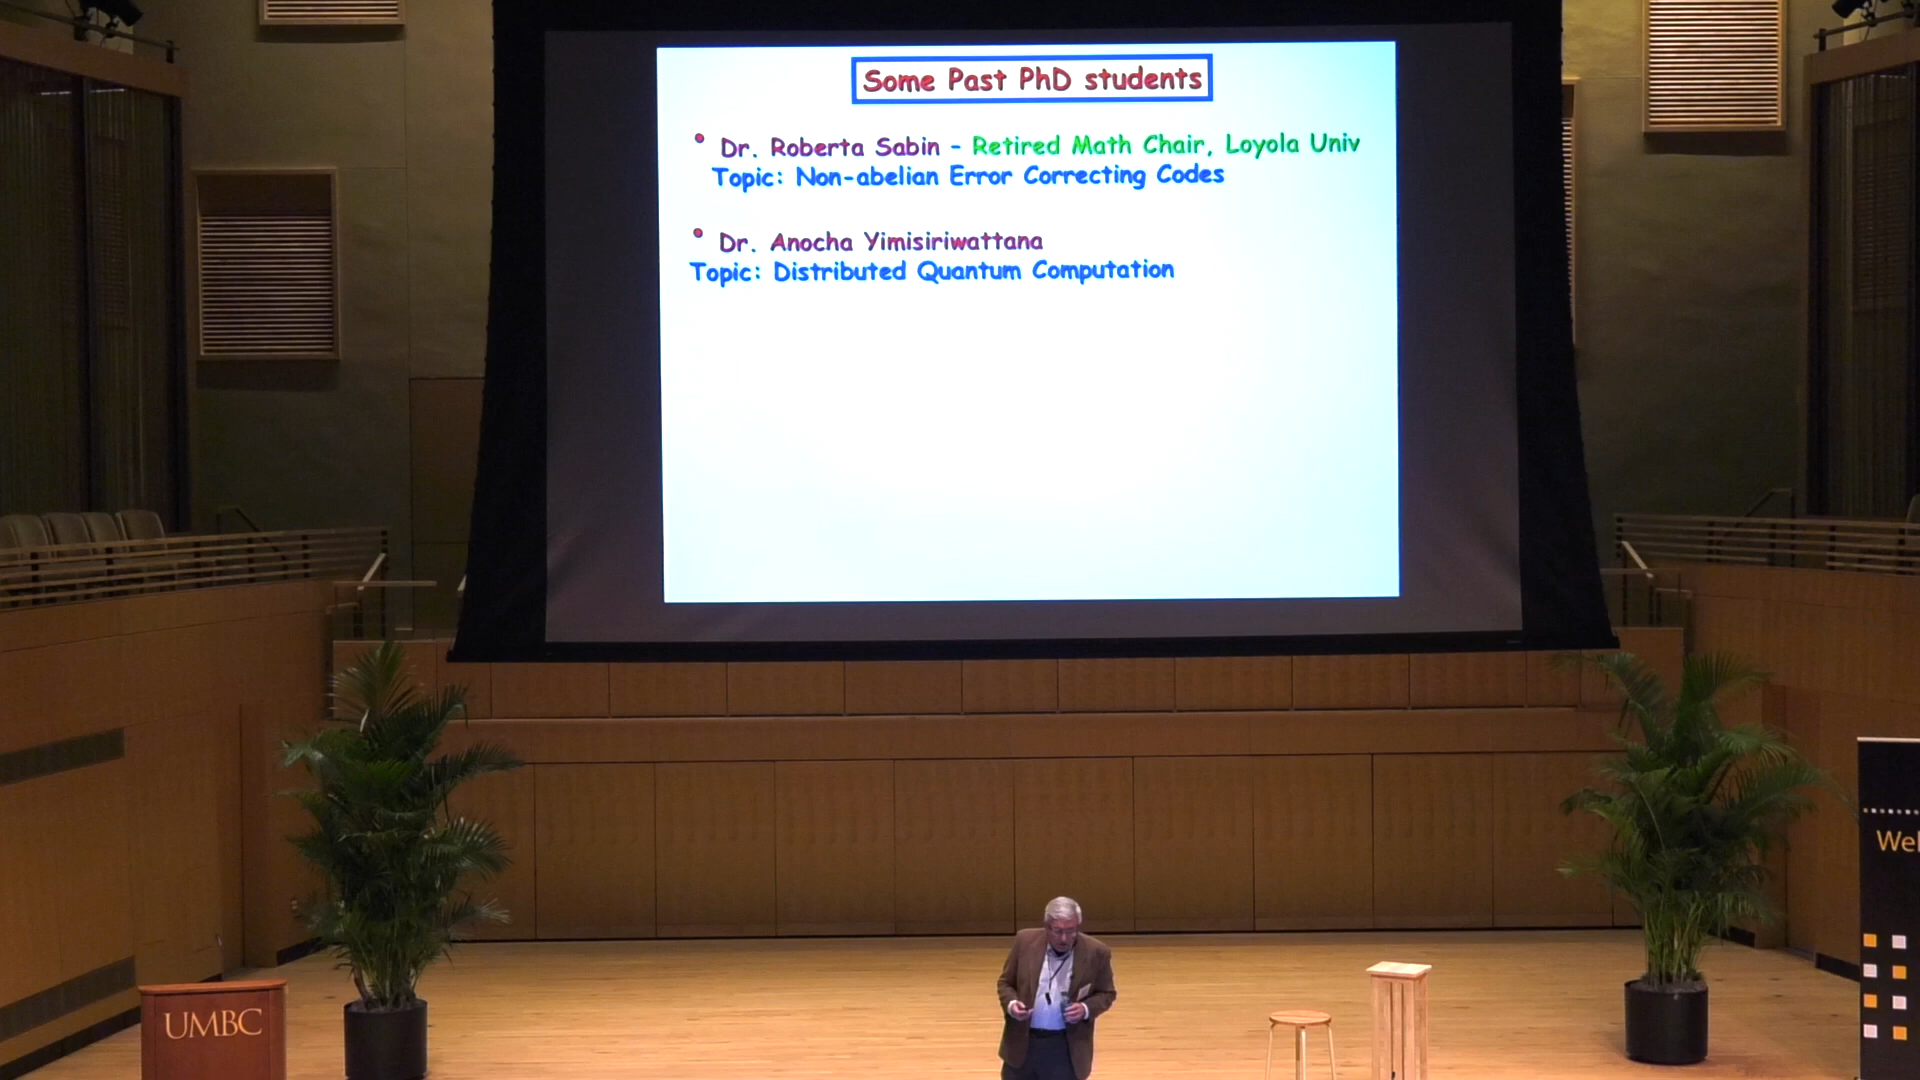 Some Past PhD students
• Dr. Roberta Sabin - Retired Math Chair, Loyola Univ
Topic: Non-abelian Error Correcting Codes
• Dr. Anocha Yimisiriwattana
Topic: Distributed Quantum Computation
Wel
UMBC